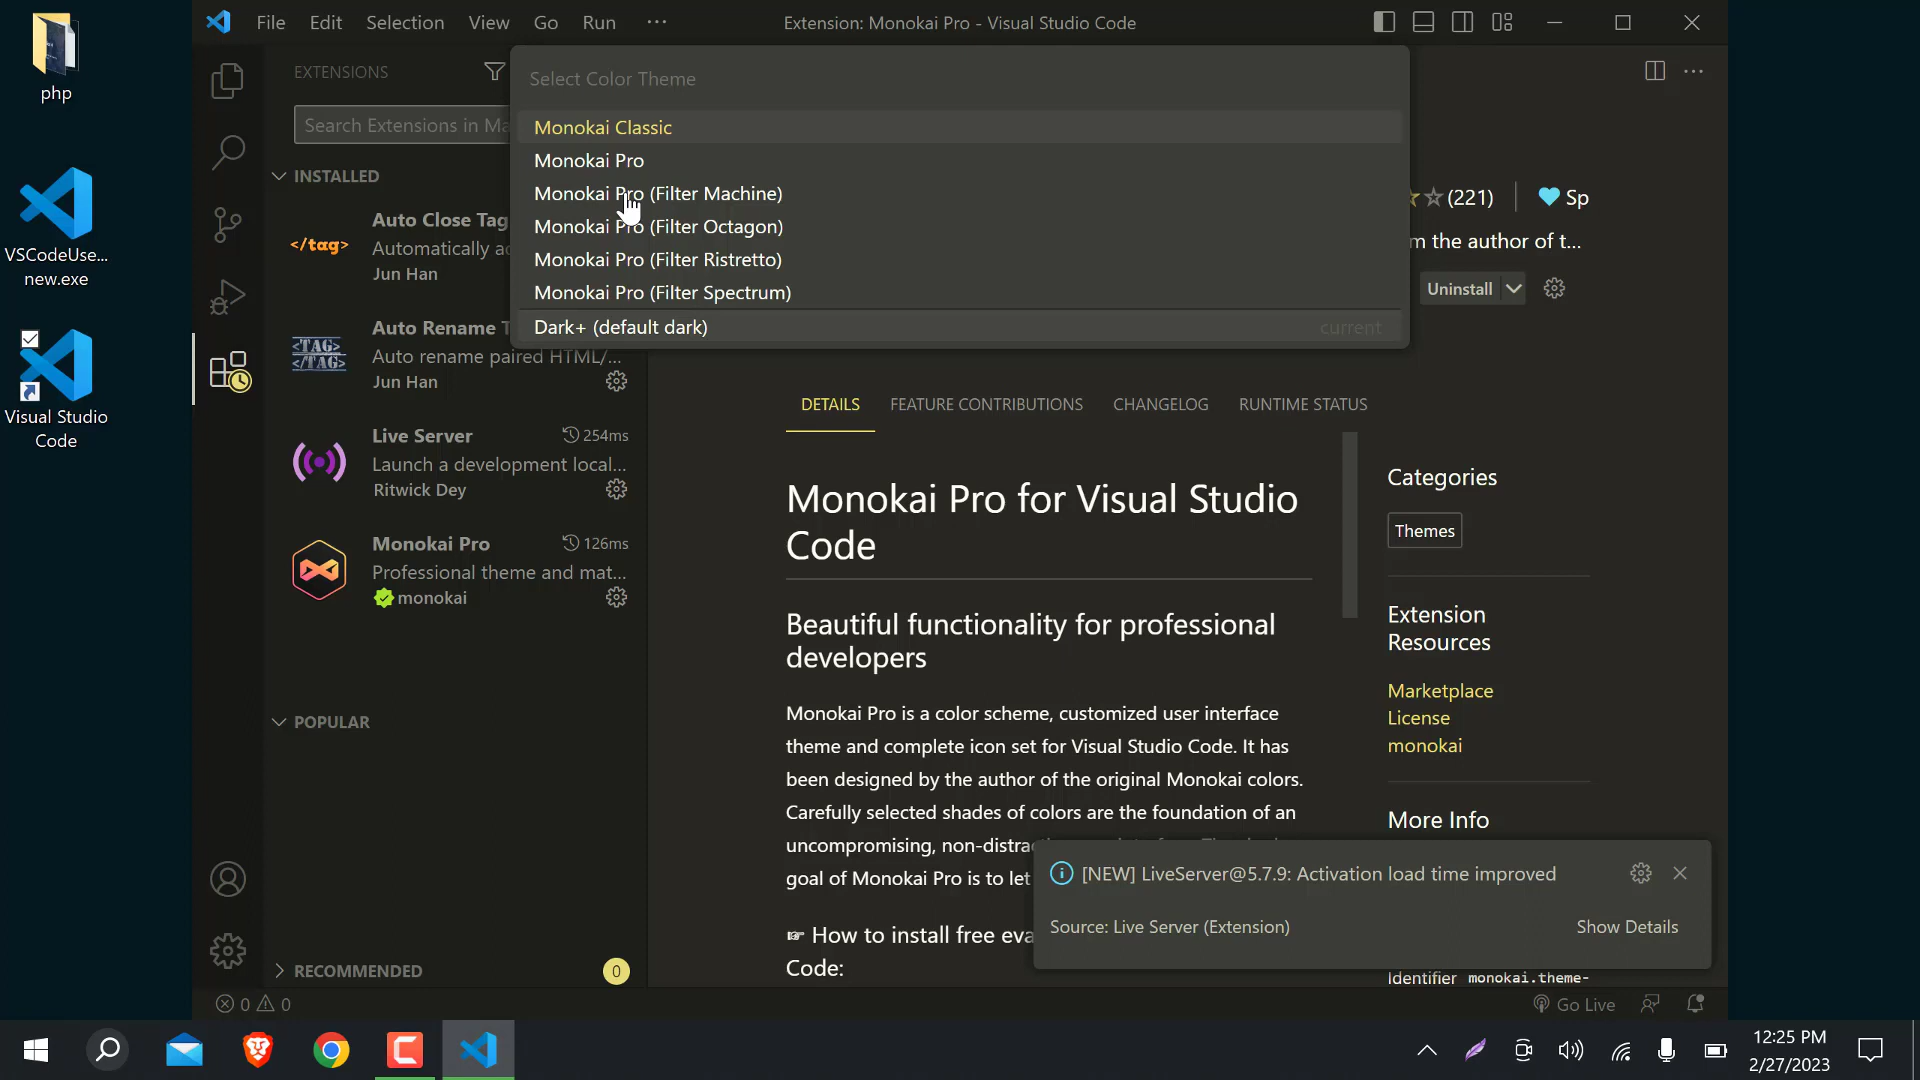 php
VSCodeUse...
new.exe
Visual Studio
Code
File Edit Selection View Go Run ...
Extension: Monokai Pro - Visual Studio Code
EXTENSIONS
Search Extensions in Ma
INSTALLED
Auto Close Tag
Automatically ac
Jun Han
</tag>
Auto Rename T
Auto rename paired HTML/...
Jun Han
<TAG>
</TAG>
Live Server 254ms
Launch a development local...
Ritwick Dey
Monokai Pro 126ms
Professional theme and mat...
monokai
POPULAR
RECOMMENDED 0
Select Color Theme
Monokai Classic
Monokai Pro
Monokai Pro (Filter Machine)
Monokai Pro (Filter Octagon)
Monokai Pro (Filter Ristretto)
Monokai Pro (Filter Spectrum)
Dark+ (default dark) current
(221) Sp
m the author of t...
Uninstall
DETAILS FEATURE CONTRIBUTIONS CHANGELOG RUNTIME STATUS
Monokai Pro for Visual Studio
Code
Beautiful functionality for professional
developers
Monokai Pro is a color scheme, customized user interface
theme and complete icon set for Visual Studio Code. It has
been designed by the author of the original Monokai colors.
Carefully selected shades of colors are the foundation of an
uncompromising, non-distra
goal of Monokai Pro is to let
☞ How to install free eva
Code:
Categories
Themes
Extension
Resources
Marketplace
License
monokai
More Info
Identifier monokai.theme-
[NEW] LiveServer@5.7.9: Activation load time improved
Source: Live Server (Extension) Show Details
0 0
Go Live
12:25 PM
2/27/2023